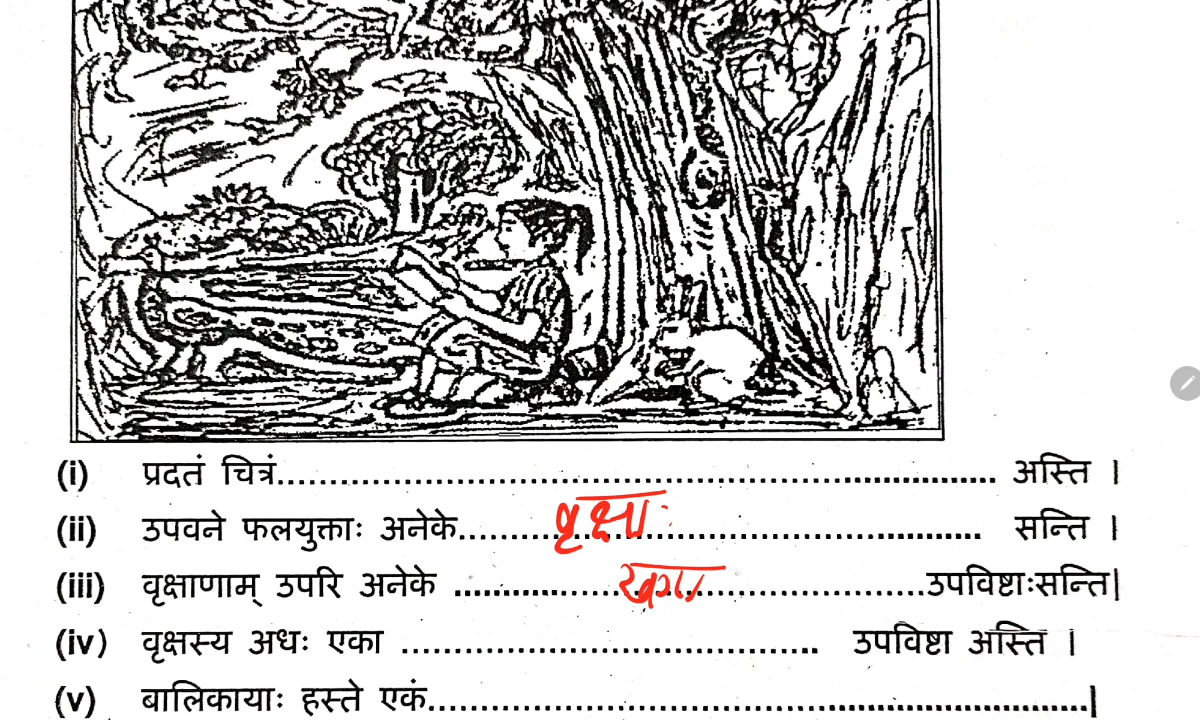 (i) प्रदतं चित्रं.................................................................. अस्ति ।
(ii) उपवने फलयुक्ताः अनेके..........वृक्षाः.............................. सन्ति ।
(iii) वृक्षाणाम् उपरि अनेके ....................खगा.........................उपविष्टाःसन्ति|
(iv) वृक्षस्य अधः एका ........................................ उपविष्टा अस्ति ।
(v) बालिकायाः हस्ते एकं..................................................................|